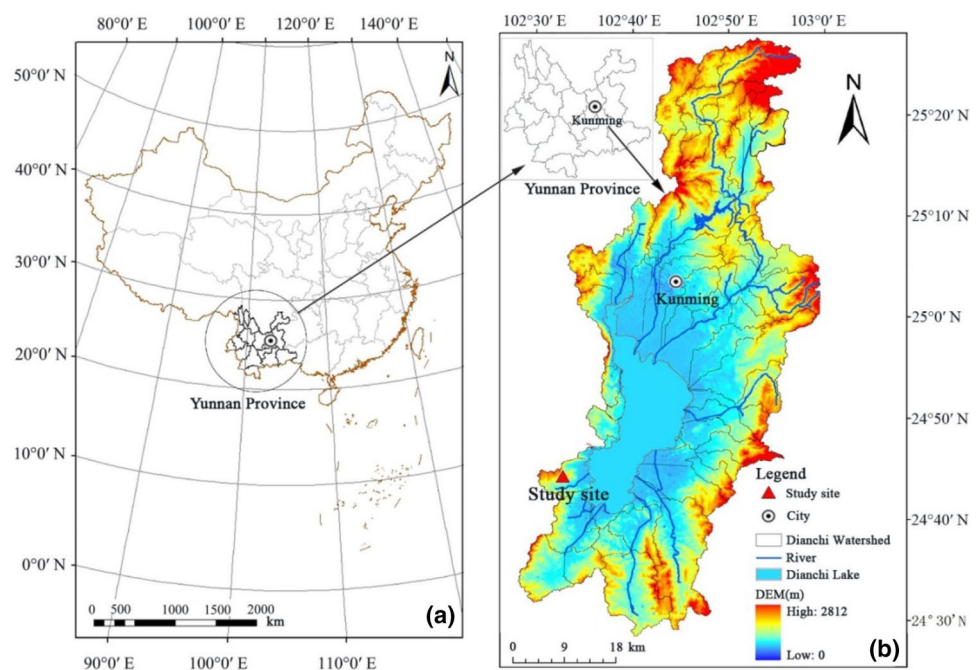 90°0′ E 100°0′ E 120°0′ E 140°0′ E
50°0′ N
40°0′ N
30°0′ N
20°0′ N
10°0′ N
0°0′ N
N
Yunnan Province
0 500 1000 1500 2000
km
(a)
80°0′ E 90°0′ E 100°0′ E 110°0′ E
102°30′ E 102°40′ E 102°50′ E 103°0′ E
Kunming
Yunnan Province
N
25°20′ N
25°10′ N
25°0′ N
24°50′ N
24°40′ N
24°30′ N
Kunming
Study site
Legend
Study site
City
Dianchi Watershed
River
Dianchi Lake
DEM(m)
High: 2812
Low: 0
0 9 18 km
(b)